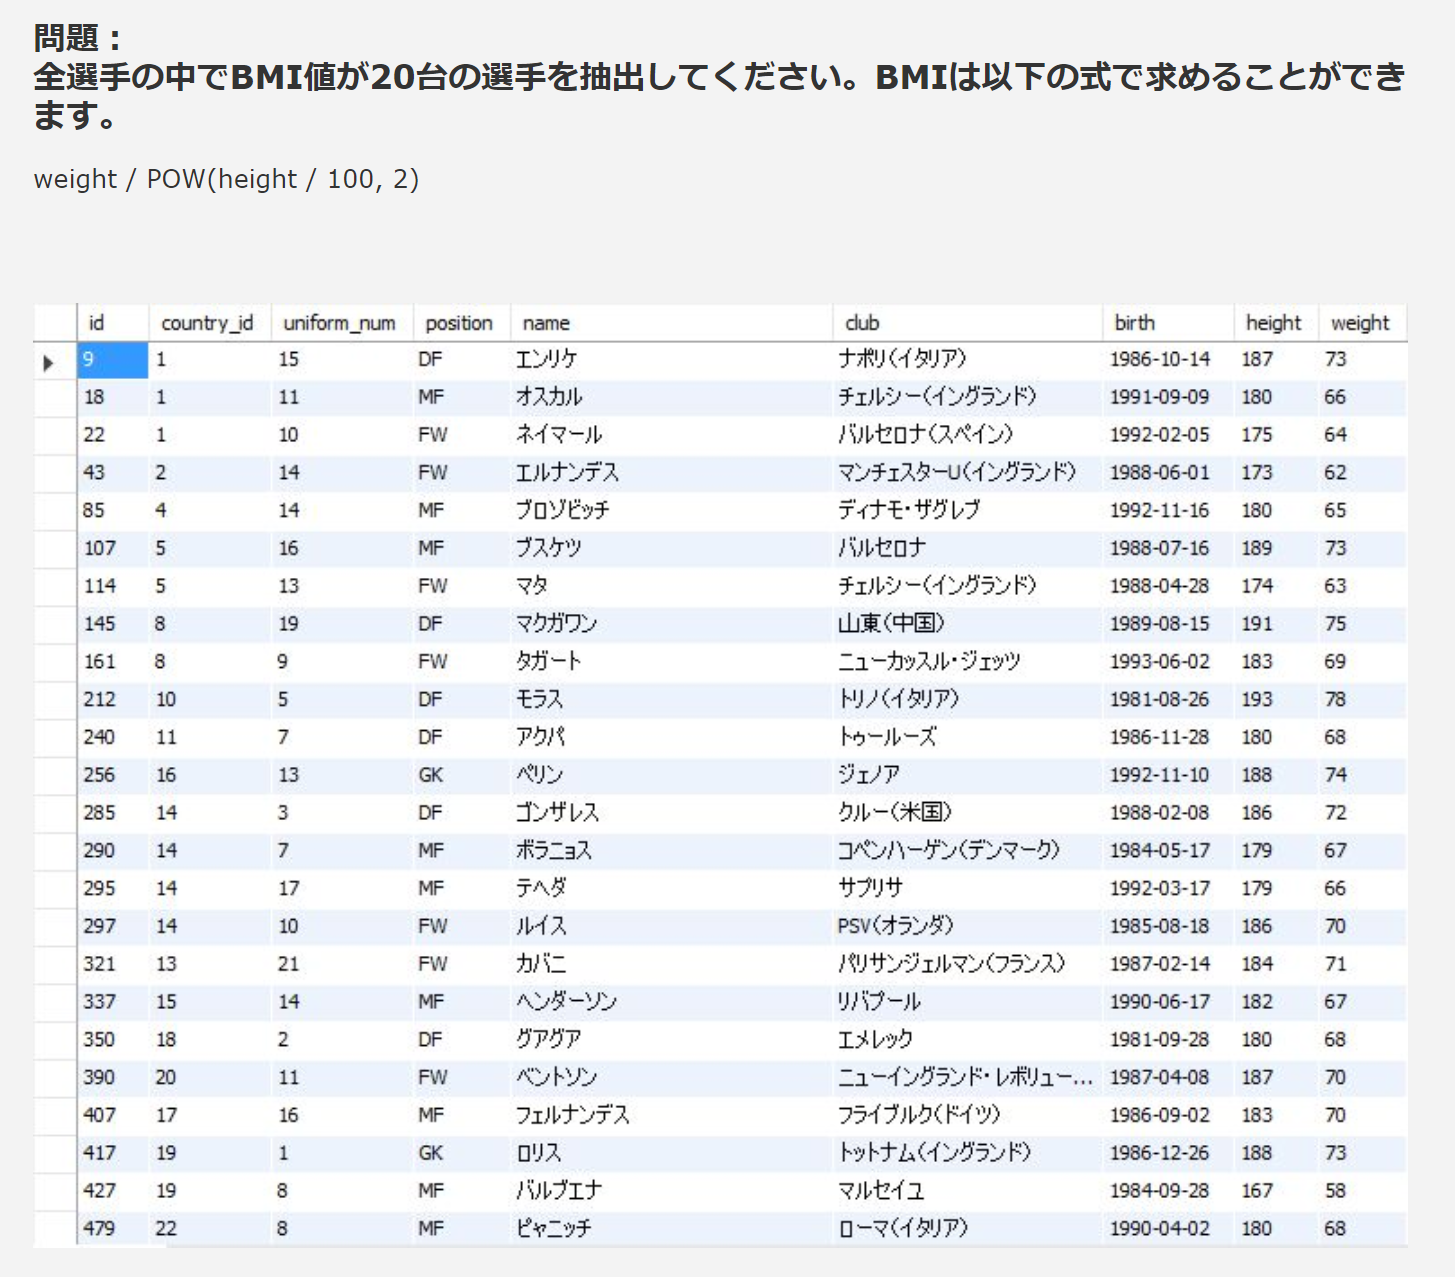 問題：
全選手の中でBMI値が20台の選手を抽出してください。BMIは以下の式で求めることができ
ます。
weight / POW(height / 100, 2)
id country_id uniform_num position name club birth height weight
9 1 15 DF エンリケ ナポリ(イタリア) 1986-10-14 187 73
18 1 11 MF オスカル チェルシー(イングランド) 1991-09-09 180 66
22 1 10 FW ネイマール バルセロナ(スペイン) 1992-02-05 175 64
43 2 14 FW エルナンデス マンチェスターU(イングランド) 1988-06-01 173 62
85 4 14 MF ブロゾビッチ ディナモ・ザグレブ 1992-11-16 180 65
107 5 16 MF ブスケツ バルセロナ 1988-07-16 189 73
114 5 13 FW マタ チェルシー(イングランド) 1988-04-28 174 63
145 8 19 DF マクガワン 山東(中国) 1989-08-15 191 75
161 8 9 FW タガート ニューカッスル・ジェッツ 1993-06-02 183 69
212 10 5 DF モラス トリノ(イタリア) 1981-08-26 193 78
240 11 7 DF アクパ トゥールーズ 1986-11-28 180 68
256 16 13 GK ペリン ジェノア 1992-11-10 188 74
285 14 3 DF ゴンザレス クルー(米国) 1988-02-08 186 72
290 14 7 MF ボラニョス コペンハーゲン(デンマーク) 1984-05-17 179 67
295 14 17 MF テヘダ サプリサ 1992-03-17 179 66
297 14 10 FW ルイス PSV(オランダ) 1985-08-18 186 70
321 13 21 FW カバニ パリサンジェルマン(フランス) 1987-02-14 184 71
337 15 14 MF ヘンダーソン リバプール 1990-06-17 182 67
350 18 2 DF グアグア エメレック 1981-09-28 180 68
390 20 11 FW ベントソン ニューイングランド・レボリュー... 1987-04-08 187 70
407 17 16 MF フェルナンデス フライブルク(ドイツ) 1986-09-02 183 70
417 19 1 GK ロリス トットナム(イングランド) 1986-12-26 188 73
427 19 8 MF バルブエナ マルセイユ 1984-09-28 167 58
479 22 8 MF ピャニッチ ローマ(イタリア) 1990-04-02 180 68